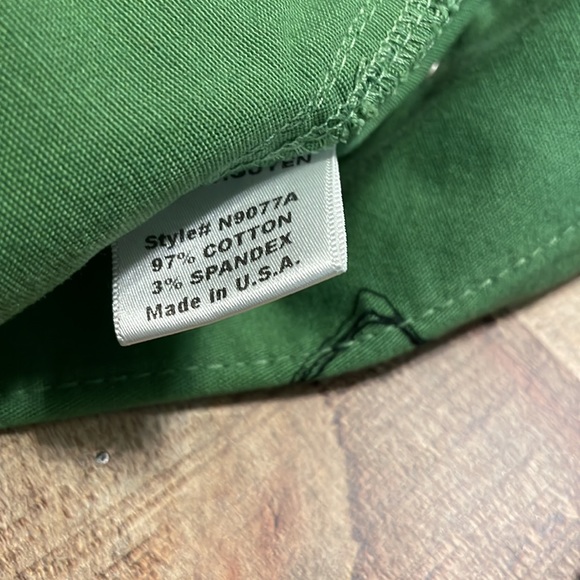 Style# N9077A
97% COTTON
3% SPANDEX
Made in U.S.A.